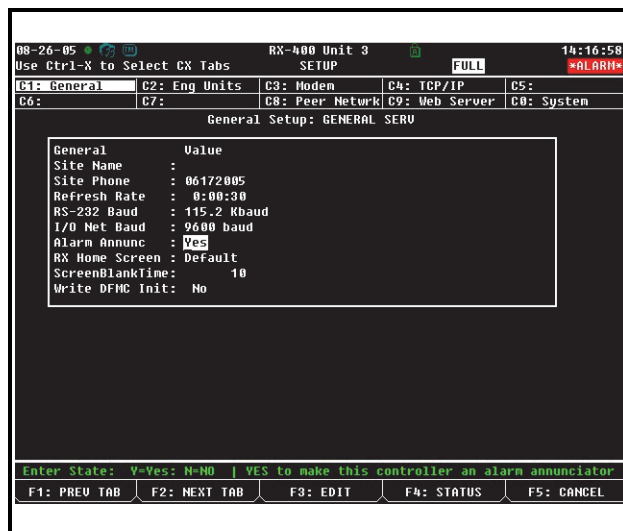 08-26-05 RX-400 Unit 3 14:16:58
Use Ctrl-X to Select CX Tabs SETUP FULL *ALARM*
C1: General C2: Eng Units C3: Modem C4: TCP/IP C5:
C6: C7: C8: Peer Netwrk C9: Web Server C0: System
General Setup: GENERAL SERV
General Value
Site Name :
Site Phone : 06172005
Refresh Rate : 0:00:30
RS-232 Baud : 115.2 Kbaud
I/O Net Baud : 9600 baud
Alarm Annunc : Yes
RX Home Screen : Default
ScreenBlankTime: 10
Write DFMC Init: No
Enter State: Y=Yes: N=NO | YES to make this controller an alarm annunciator
F1: PREV TAB F2: NEXT TAB F3: EDIT F4: STATUS F5: CANCEL